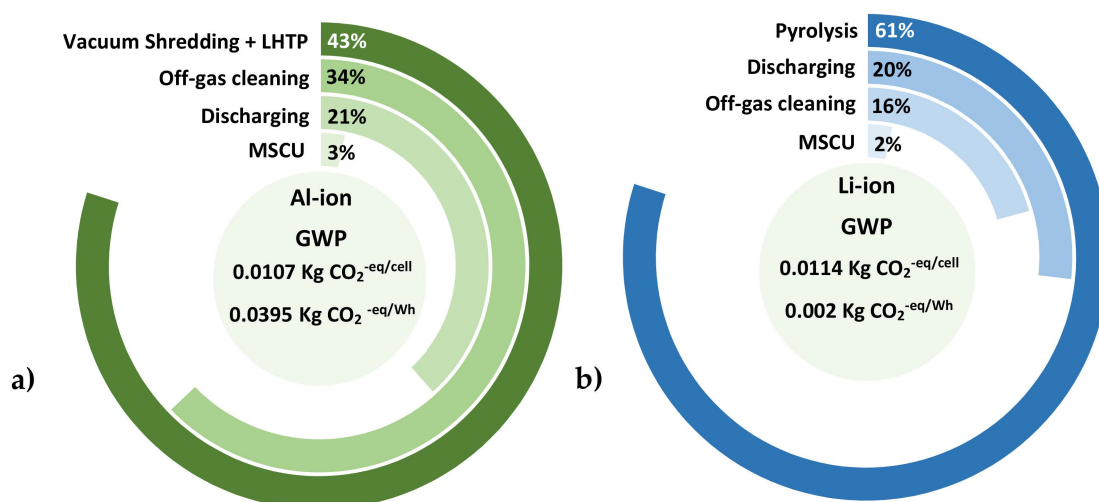 Vacuum Shredding + LHTP 43%
Off-gas cleaning 34%
Discharging 21%
MSCU 3%
Al-ion
GWP
0.0107 Kg CO₂⁻ᵉq/cell
0.0395 Kg CO₂ ⁻ᵉq/Wh
a)
Pyrolysis 61%
Discharging 20%
Off-gas cleaning 16%
MSCU 2%
Li-ion
GWP
0.0114 Kg CO₂⁻ᵉq/cell
0.002 Kg CO₂ ⁻ᵉq/Wh
b)